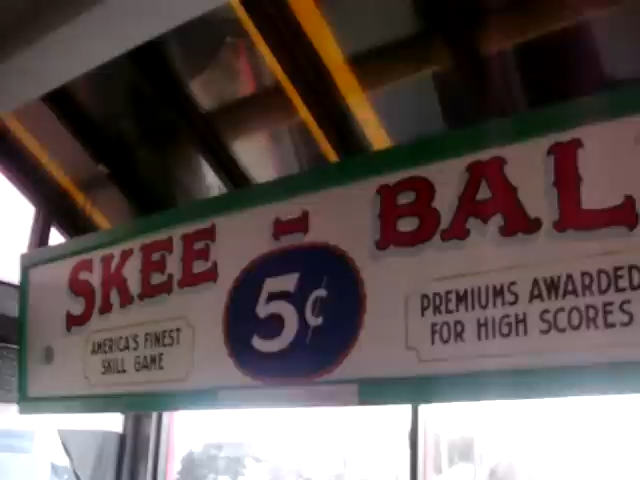 SKEE - BAL
5¢
AMERICA'S FINEST
SKILL GAME
PREMIUMS AWARDED
FOR HIGH SCORES